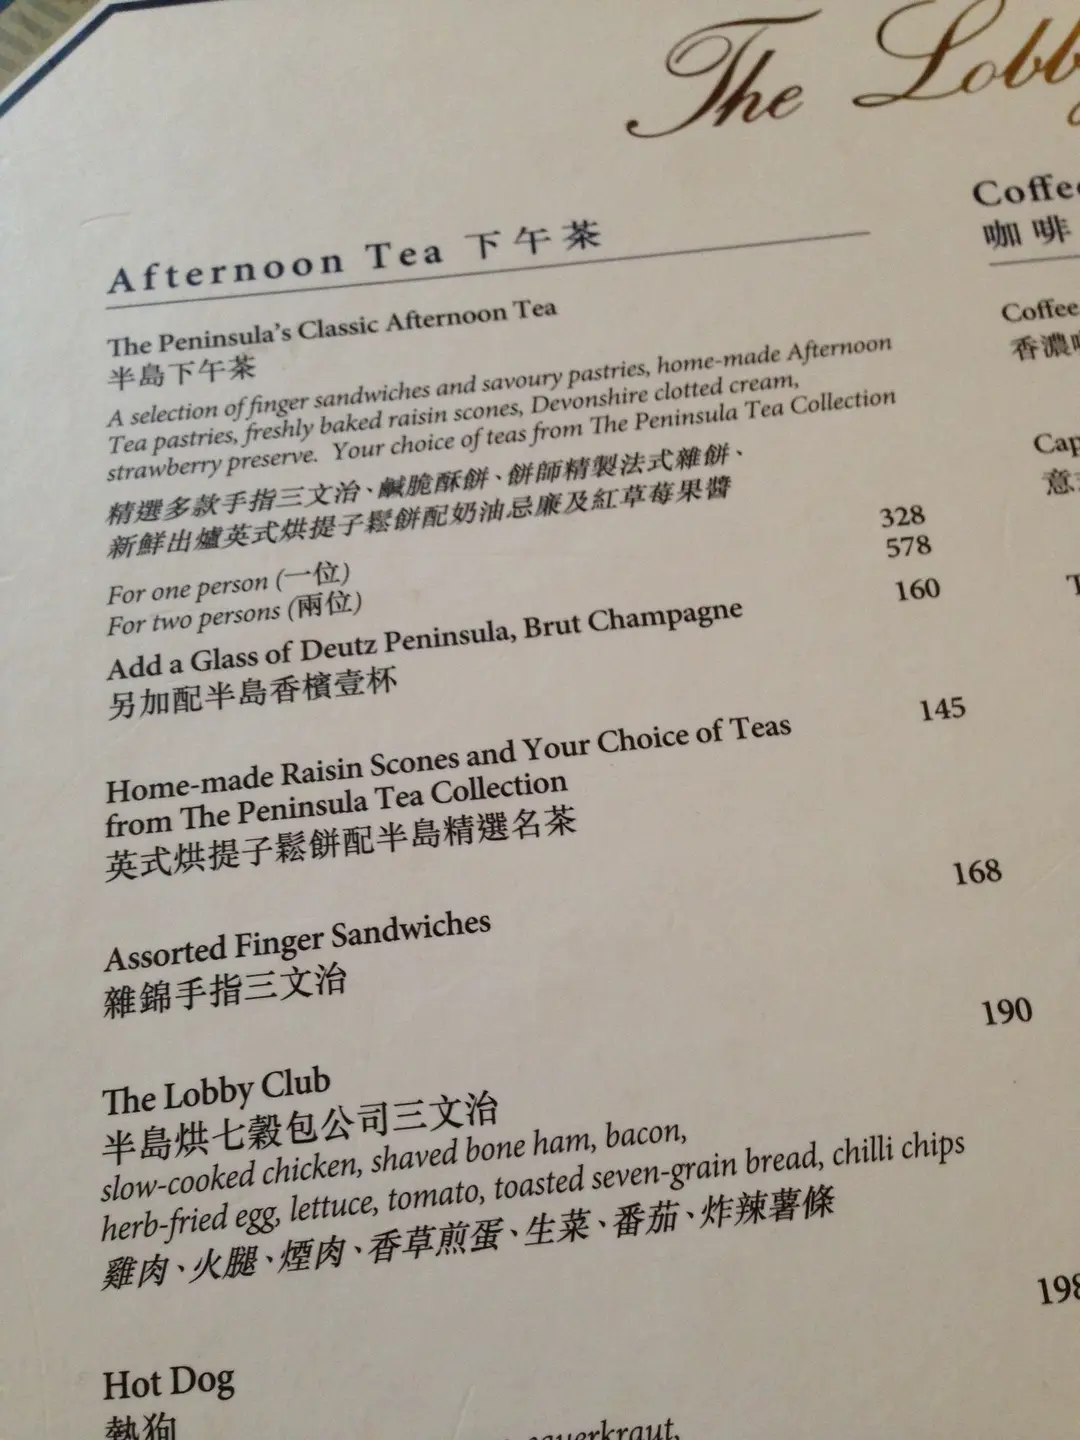 The Lobby
Afternoon Tea 下午茶
The Peninsula's Classic Afternoon Tea
半島下午茶
A selection of finger sandwiches and savoury pastries, home-made Afternoon
Tea pastries, freshly baked raisin scones, Devonshire clotted cream,
strawberry preserve. Your choice of teas from The Peninsula Tea Collection
精選多款手指三文治、鹹脆酥餅、餅師精製法式雜餅、
新鮮出爐英式烘提子鬆餅配奶油忌廉及紅草莓果醬
For one person (一位) 328
For two persons (兩位) 578
Add a Glass of Deutz Peninsula, Brut Champagne 160
另加配半島香檳壹杯
Home-made Raisin Scones and Your Choice of Teas 145
from The Peninsula Tea Collection
英式烘提子鬆餅配半島精選名茶
Assorted Finger Sandwiches 168
雜錦手指三文治
The Lobby Club 190
半島烘七穀包公司三文治
slow-cooked chicken, shaved bone ham, bacon,
herb-fried egg, lettuce, tomato, toasted seven-grain bread, chilli chips
雞肉、火腿、煙肉、香草煎蛋、生菜、番茄、炸辣薯條
Hot Dog 198
熱狗
sauerkraut,
Coffee
咖啡
Coffee
香濃